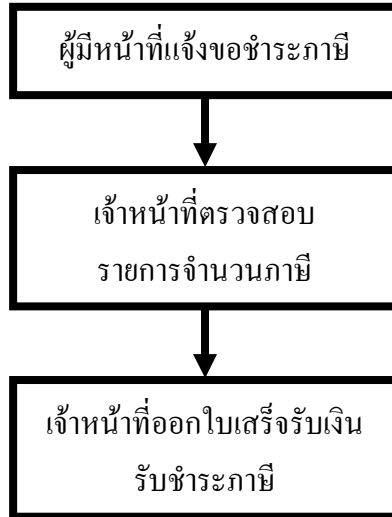 ผู้มีหน้าที่แจ้งขอชำระภาษี
เจ้าหน้าที่ตรวจสอบ
รายการจำนวนภาษี
เจ้าหน้าที่ออกใบเสร็จรับเงิน
รับชำระภาษี